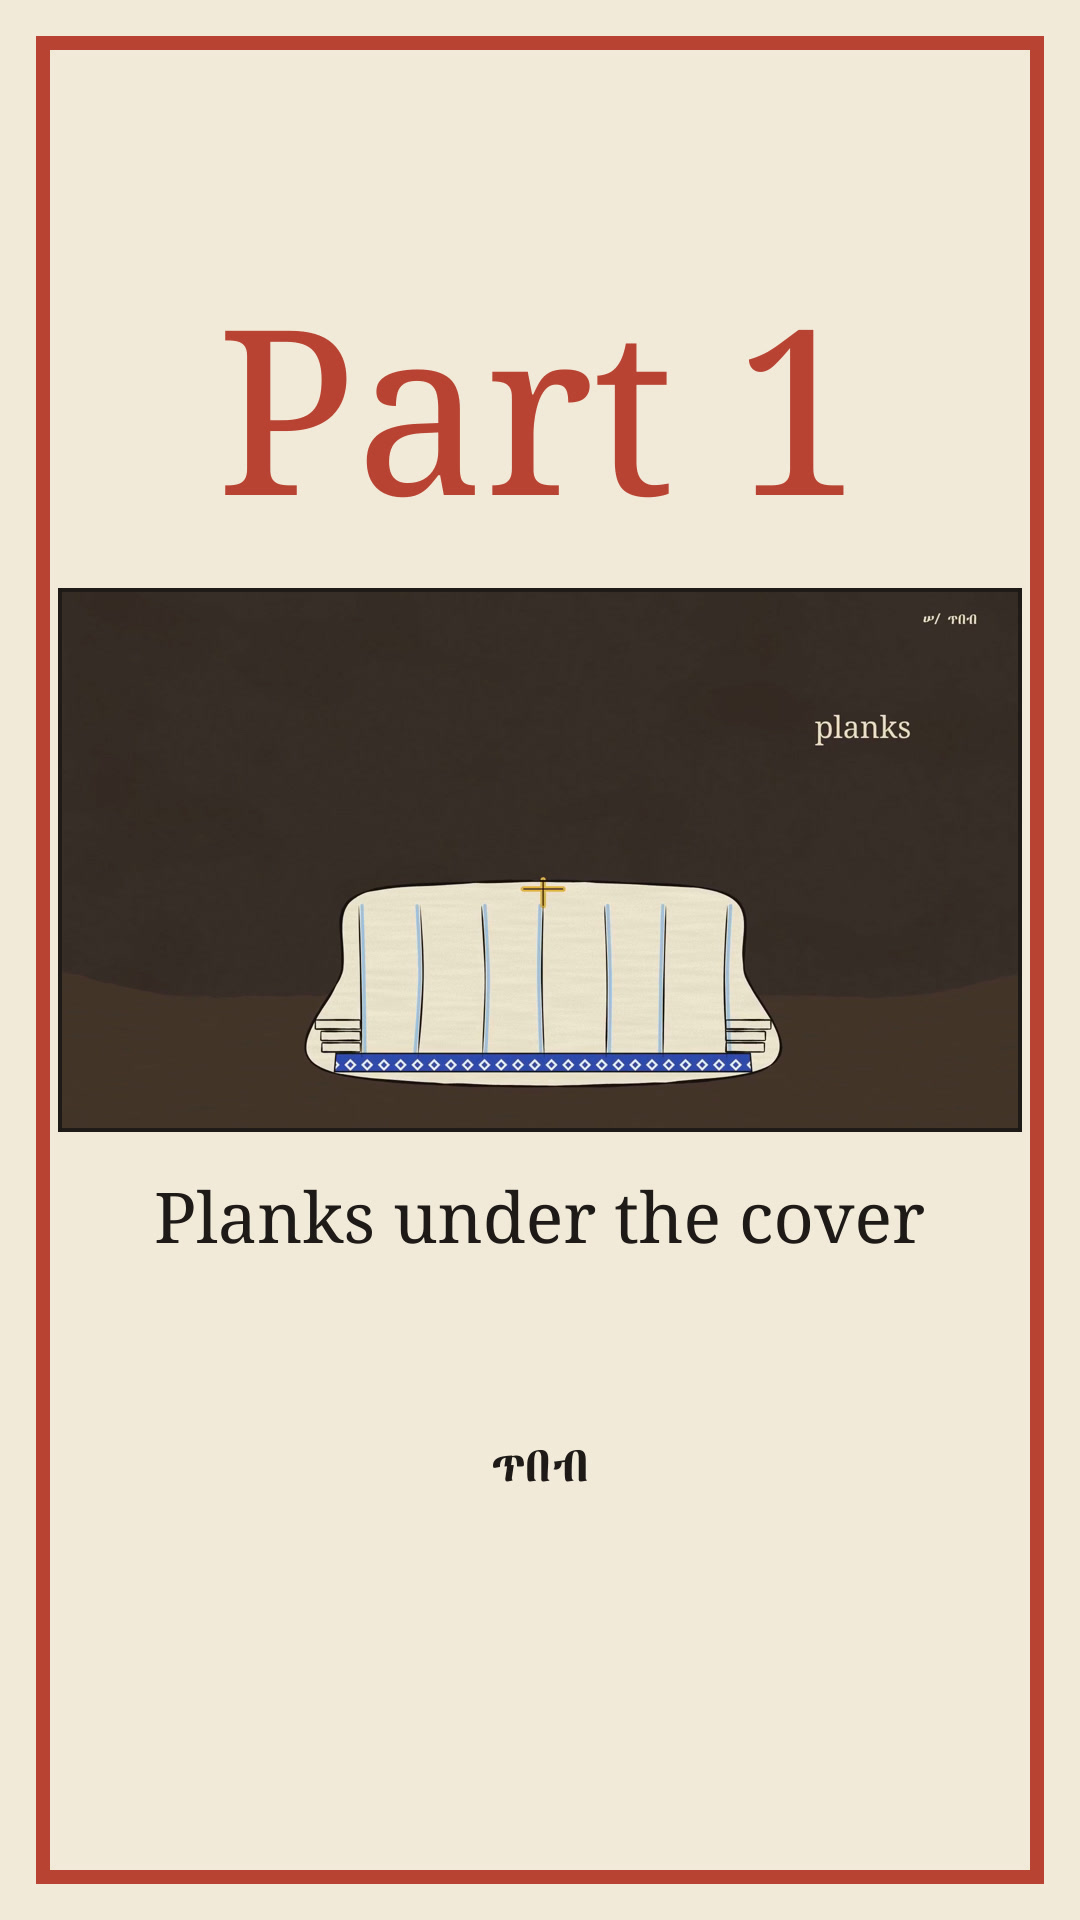 Part 1
ሠ/ ጥበብ
planks
Planks under the cover
ጥበብ